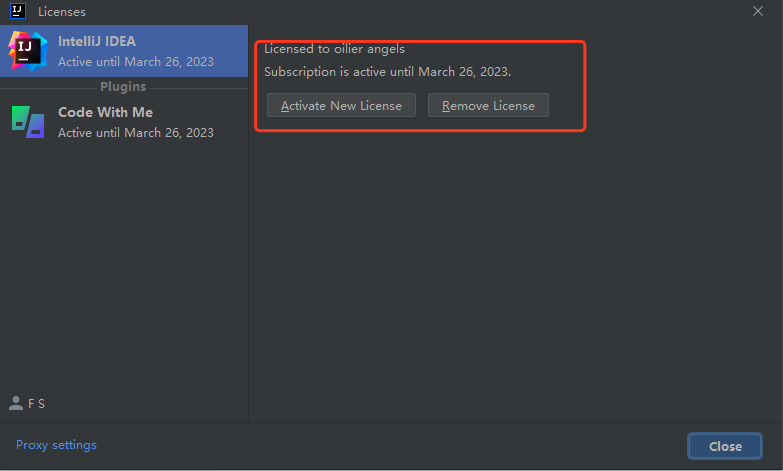 IJ Licenses
IJ
IntelliJ IDEA
Active until March 26, 2023
Plugins
Code With Me
Active until March 26, 2023
F S
Licensed to oilier angels
Subscription is active until March 26, 2023.
Activate New License Remove License
Proxy settings
Close